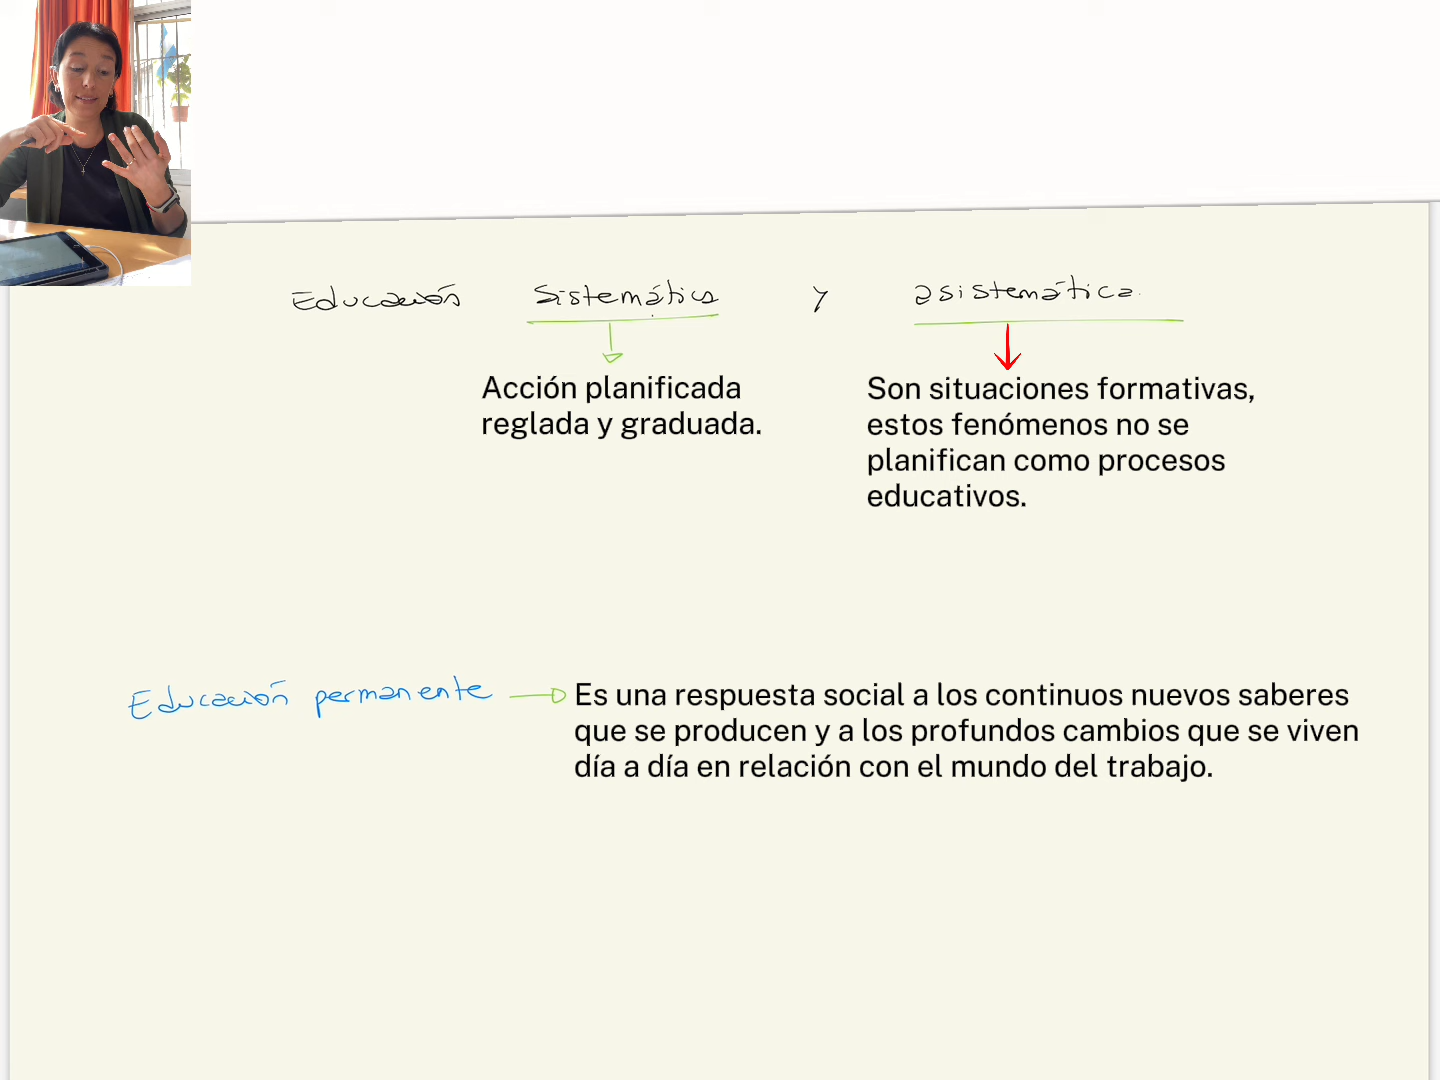 Educación sistemática y asistemática.
Acción planificada
reglada y graduada.
Son situaciones formativas,
estos fenómenos no se
planifican como procesos
educativos.
Educación permanente
Es una respuesta social a los continuos nuevos saberes
que se producen y a los profundos cambios que se viven
día a día en relación con el mundo del trabajo.